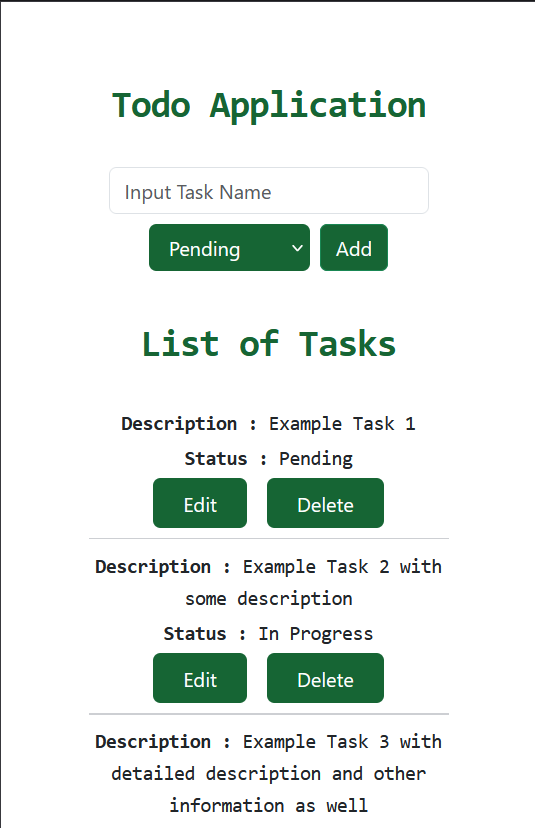 Todo Application
Input Task Name
Pending Add
List of Tasks
Description : Example Task 1
Status : Pending
Edit Delete
Description : Example Task 2 with
some description
Status : In Progress
Edit Delete
Description : Example Task 3 with
detailed description and other
information as well